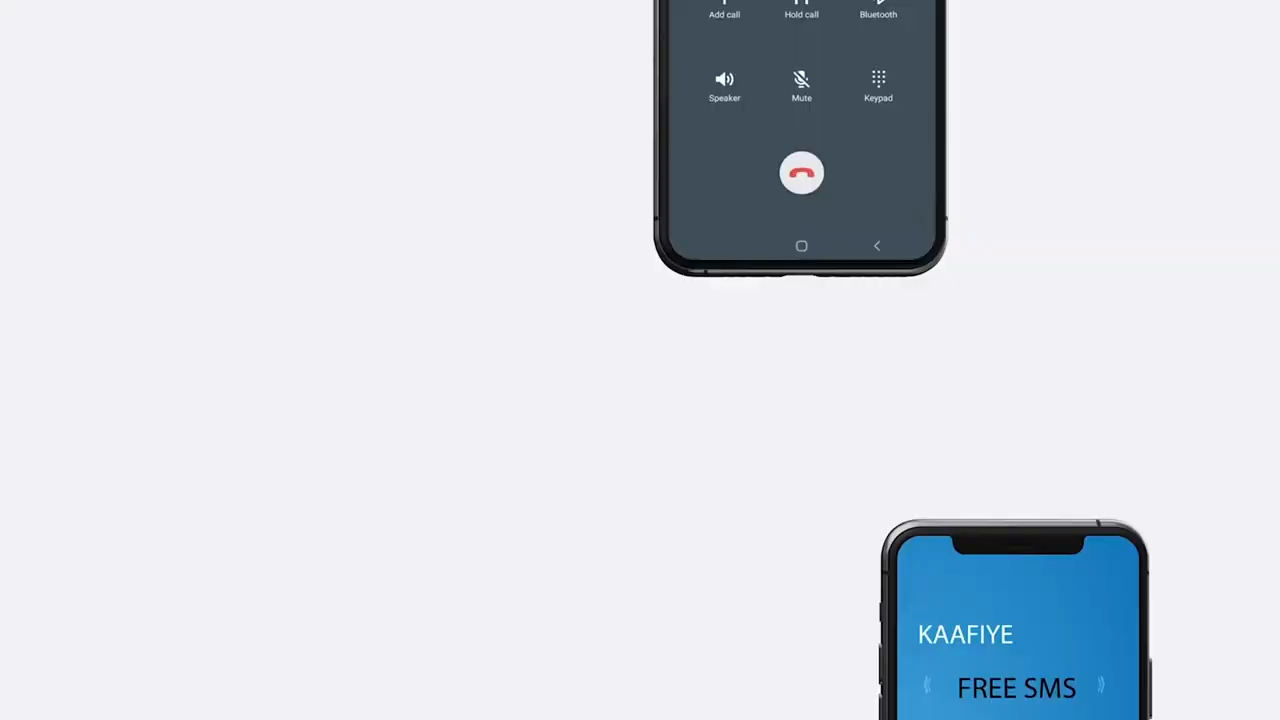 Add call Hold call Bluetooth
Speaker Mute Keypad
KAAFIYE
FREE SMS